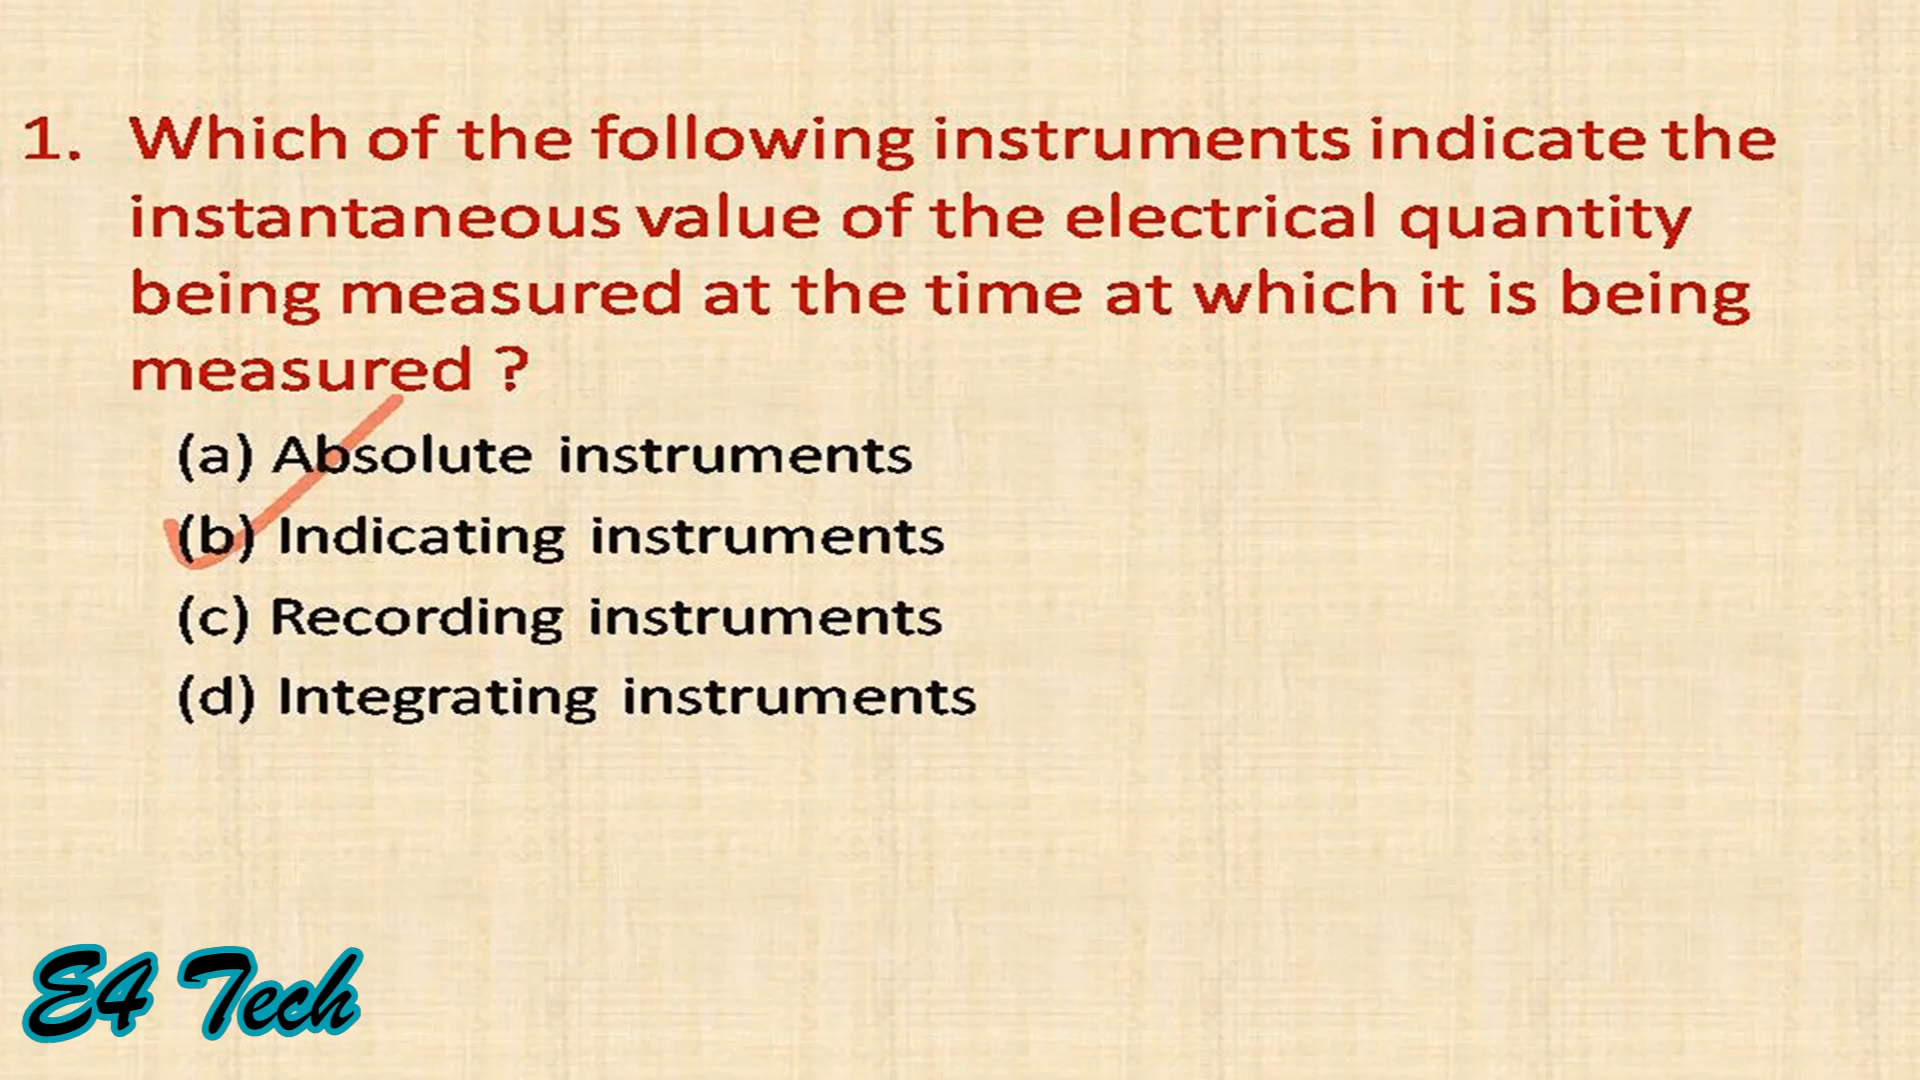 1. Which of the following instruments indicate the
instantaneous value of the electrical quantity
being measured at the time at which it is being
measured ?
(a) Absolute instruments
(b) Indicating instruments
(c) Recording instruments
(d) Integrating instruments
E4 Tech